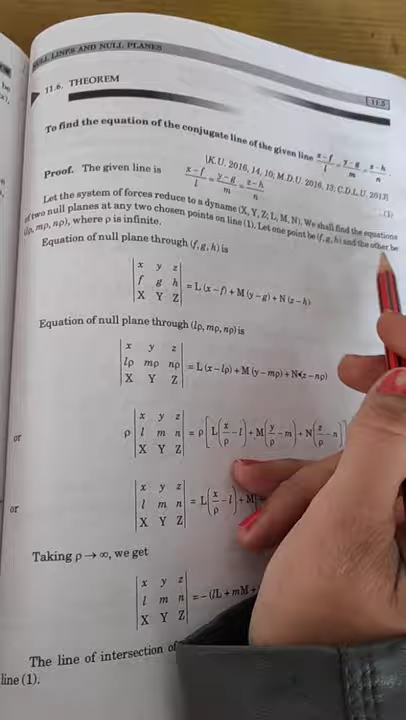 NULL LINES AND NULL PLANES
11.5
11.6. THEOREM
To find the equation of the conjugate line of the given line (x – f)/l = (y – g)/m = (z – h)/n .
[K.U. 2016, 14, 10; M.D.U. 2016, 13; C.D.L.U. 2013]
Proof. The given line is (x – f)/l = (y – g)/m = (z – h)/n ...(1)
Let the system of forces reduce to a dyname (X, Y, Z; L, M, N). We shall find the equations
of two null planes at any two chosen points on line (1). Let one point be (f, g, h) and the other be
(lρ, mρ, nρ), where ρ is infinite.
Equation of null plane through (f, g, h) is
| x y z |
| f g h | = L (x – f) + M (y – g) + N (z – h)
| X Y Z |
Equation of null plane through (lρ, mρ, nρ) is
| x y z |
| lρ mρ nρ | = L (x – lρ) + M (y – mρ) + N (z – nρ)
| X Y Z |
or
| x y z |
ρ | l m n | = ρ [ L (x/ρ – l) + M (y/ρ – m) + N (z/ρ – n) ]
| X Y Z |
or
| x y z |
| l m n | = L (x/ρ – l) + M
| X Y Z |
Taking ρ → ∞, we get
| x y z |
| l m n | = – (lL + mM +
| X Y Z |
The line of intersection of
line (1).